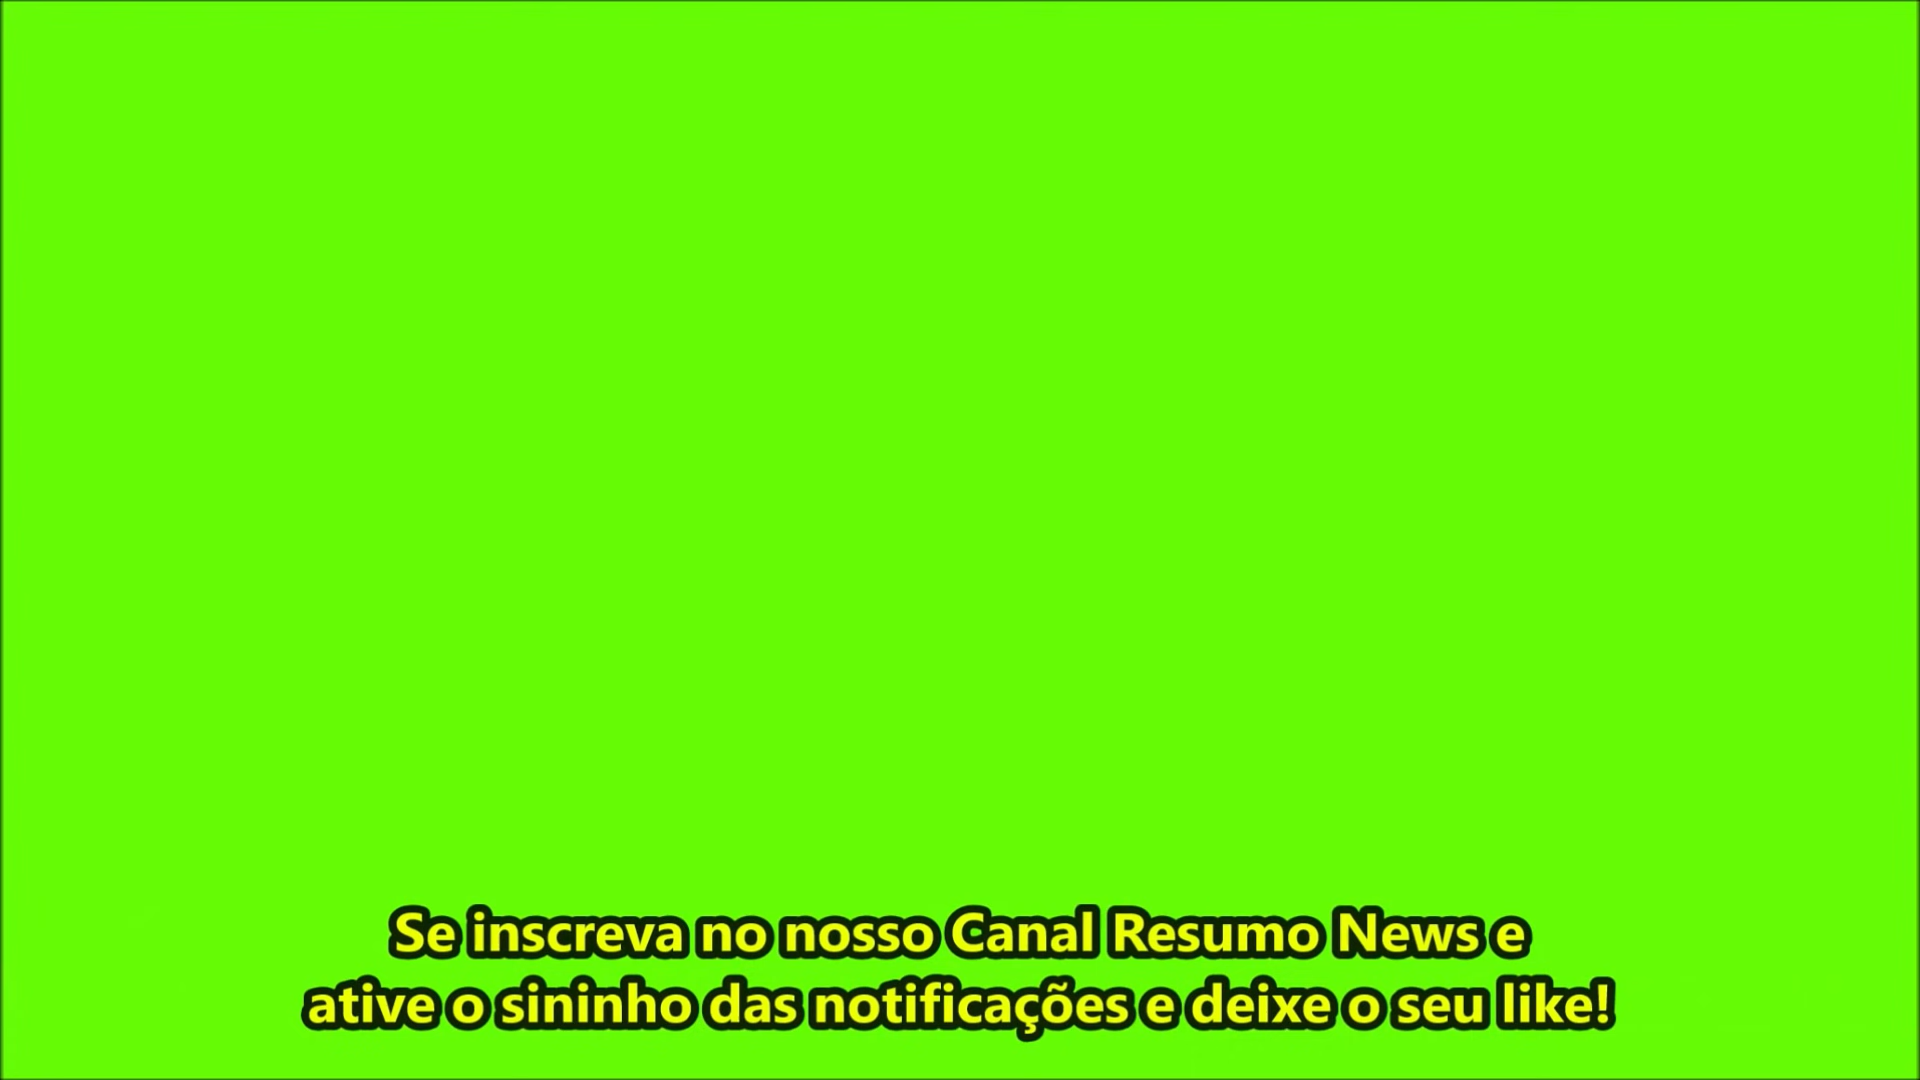 Se inscreva no nosso Canal Resumo News e
ative o sininho das notificações e deixe o seu like!